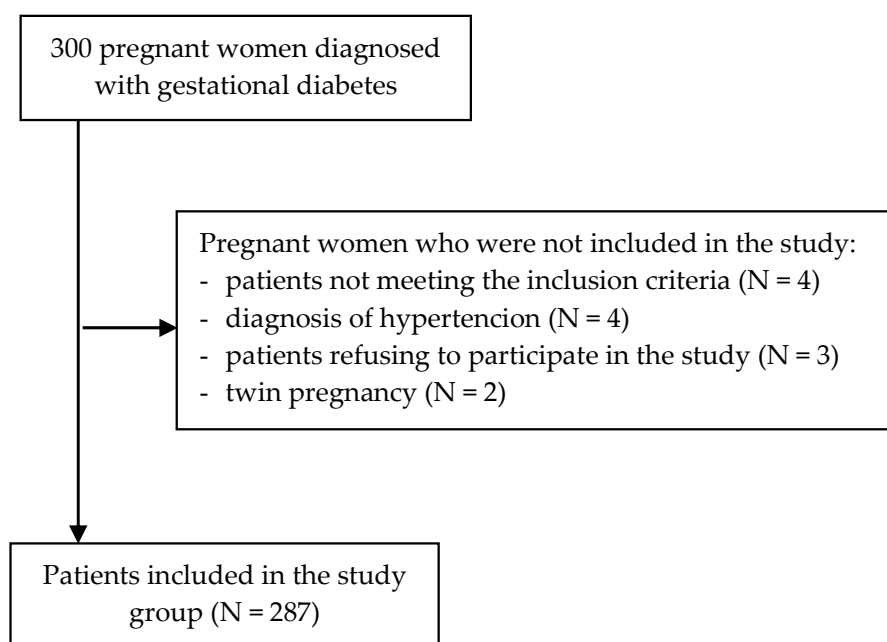 300 pregnant women diagnosed
with gestational diabetes
Pregnant women who were not included in the study:
- patients not meeting the inclusion criteria (N = 4)
- diagnosis of hypertencion (N = 4)
- patients refusing to participate in the study (N = 3)
- twin pregnancy (N = 2)
Patients included in the study
group (N = 287)